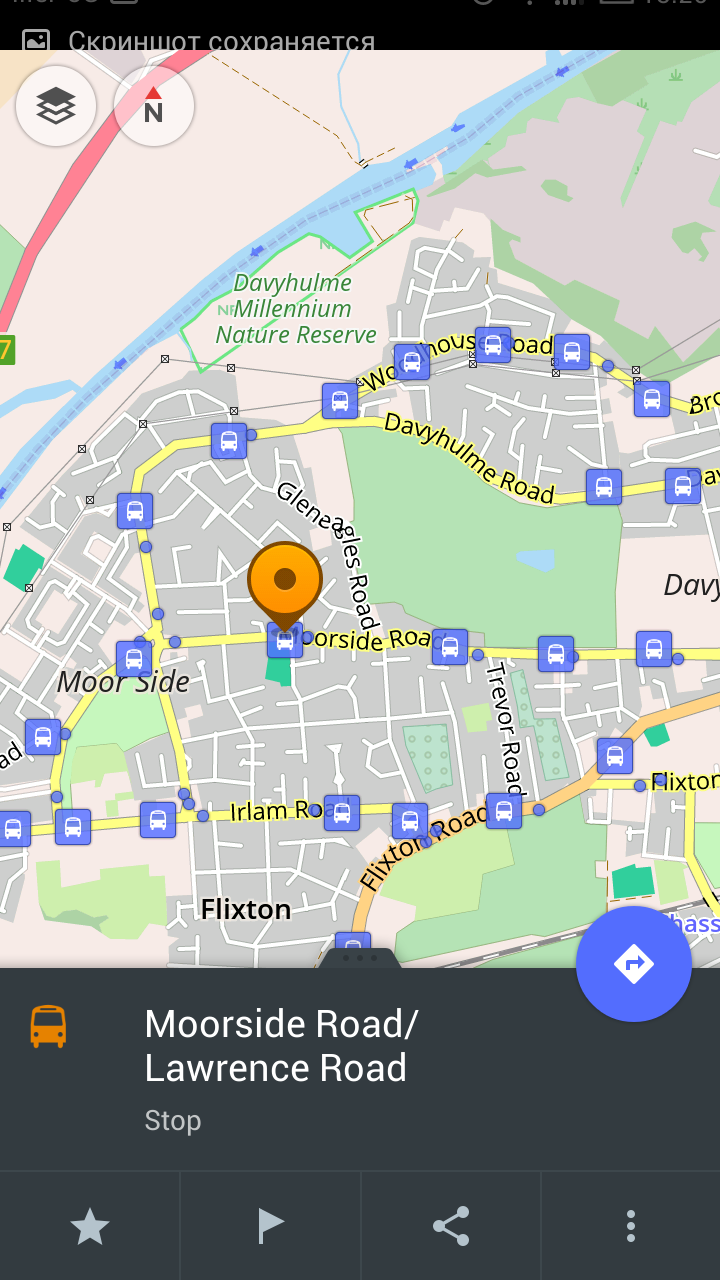 Скриншот сохраняется
N
Davyhulme
Millennium
Nature Reserve
7
Woodhouse Road
Davyhulme Road
Gleneagles Road
Moorside Road
Moor Side
Trevor Road
Irlam Road
Flixton Road
Flixton
Flixton
Moorside Road/
Lawrence Road
Stop